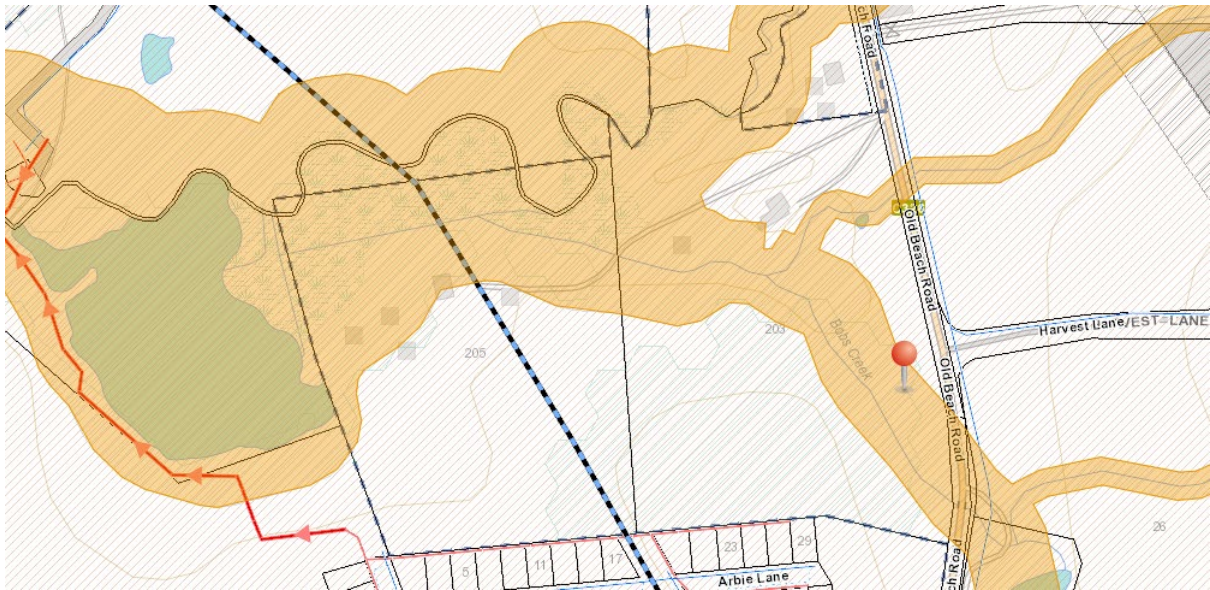 ch Road
Old Beach Road
Harvest Lane/EST-LANE
203
Bobs Creek
205
Old Beach Road
26
29
23
17
11
5
Arbie Lane
ch Road